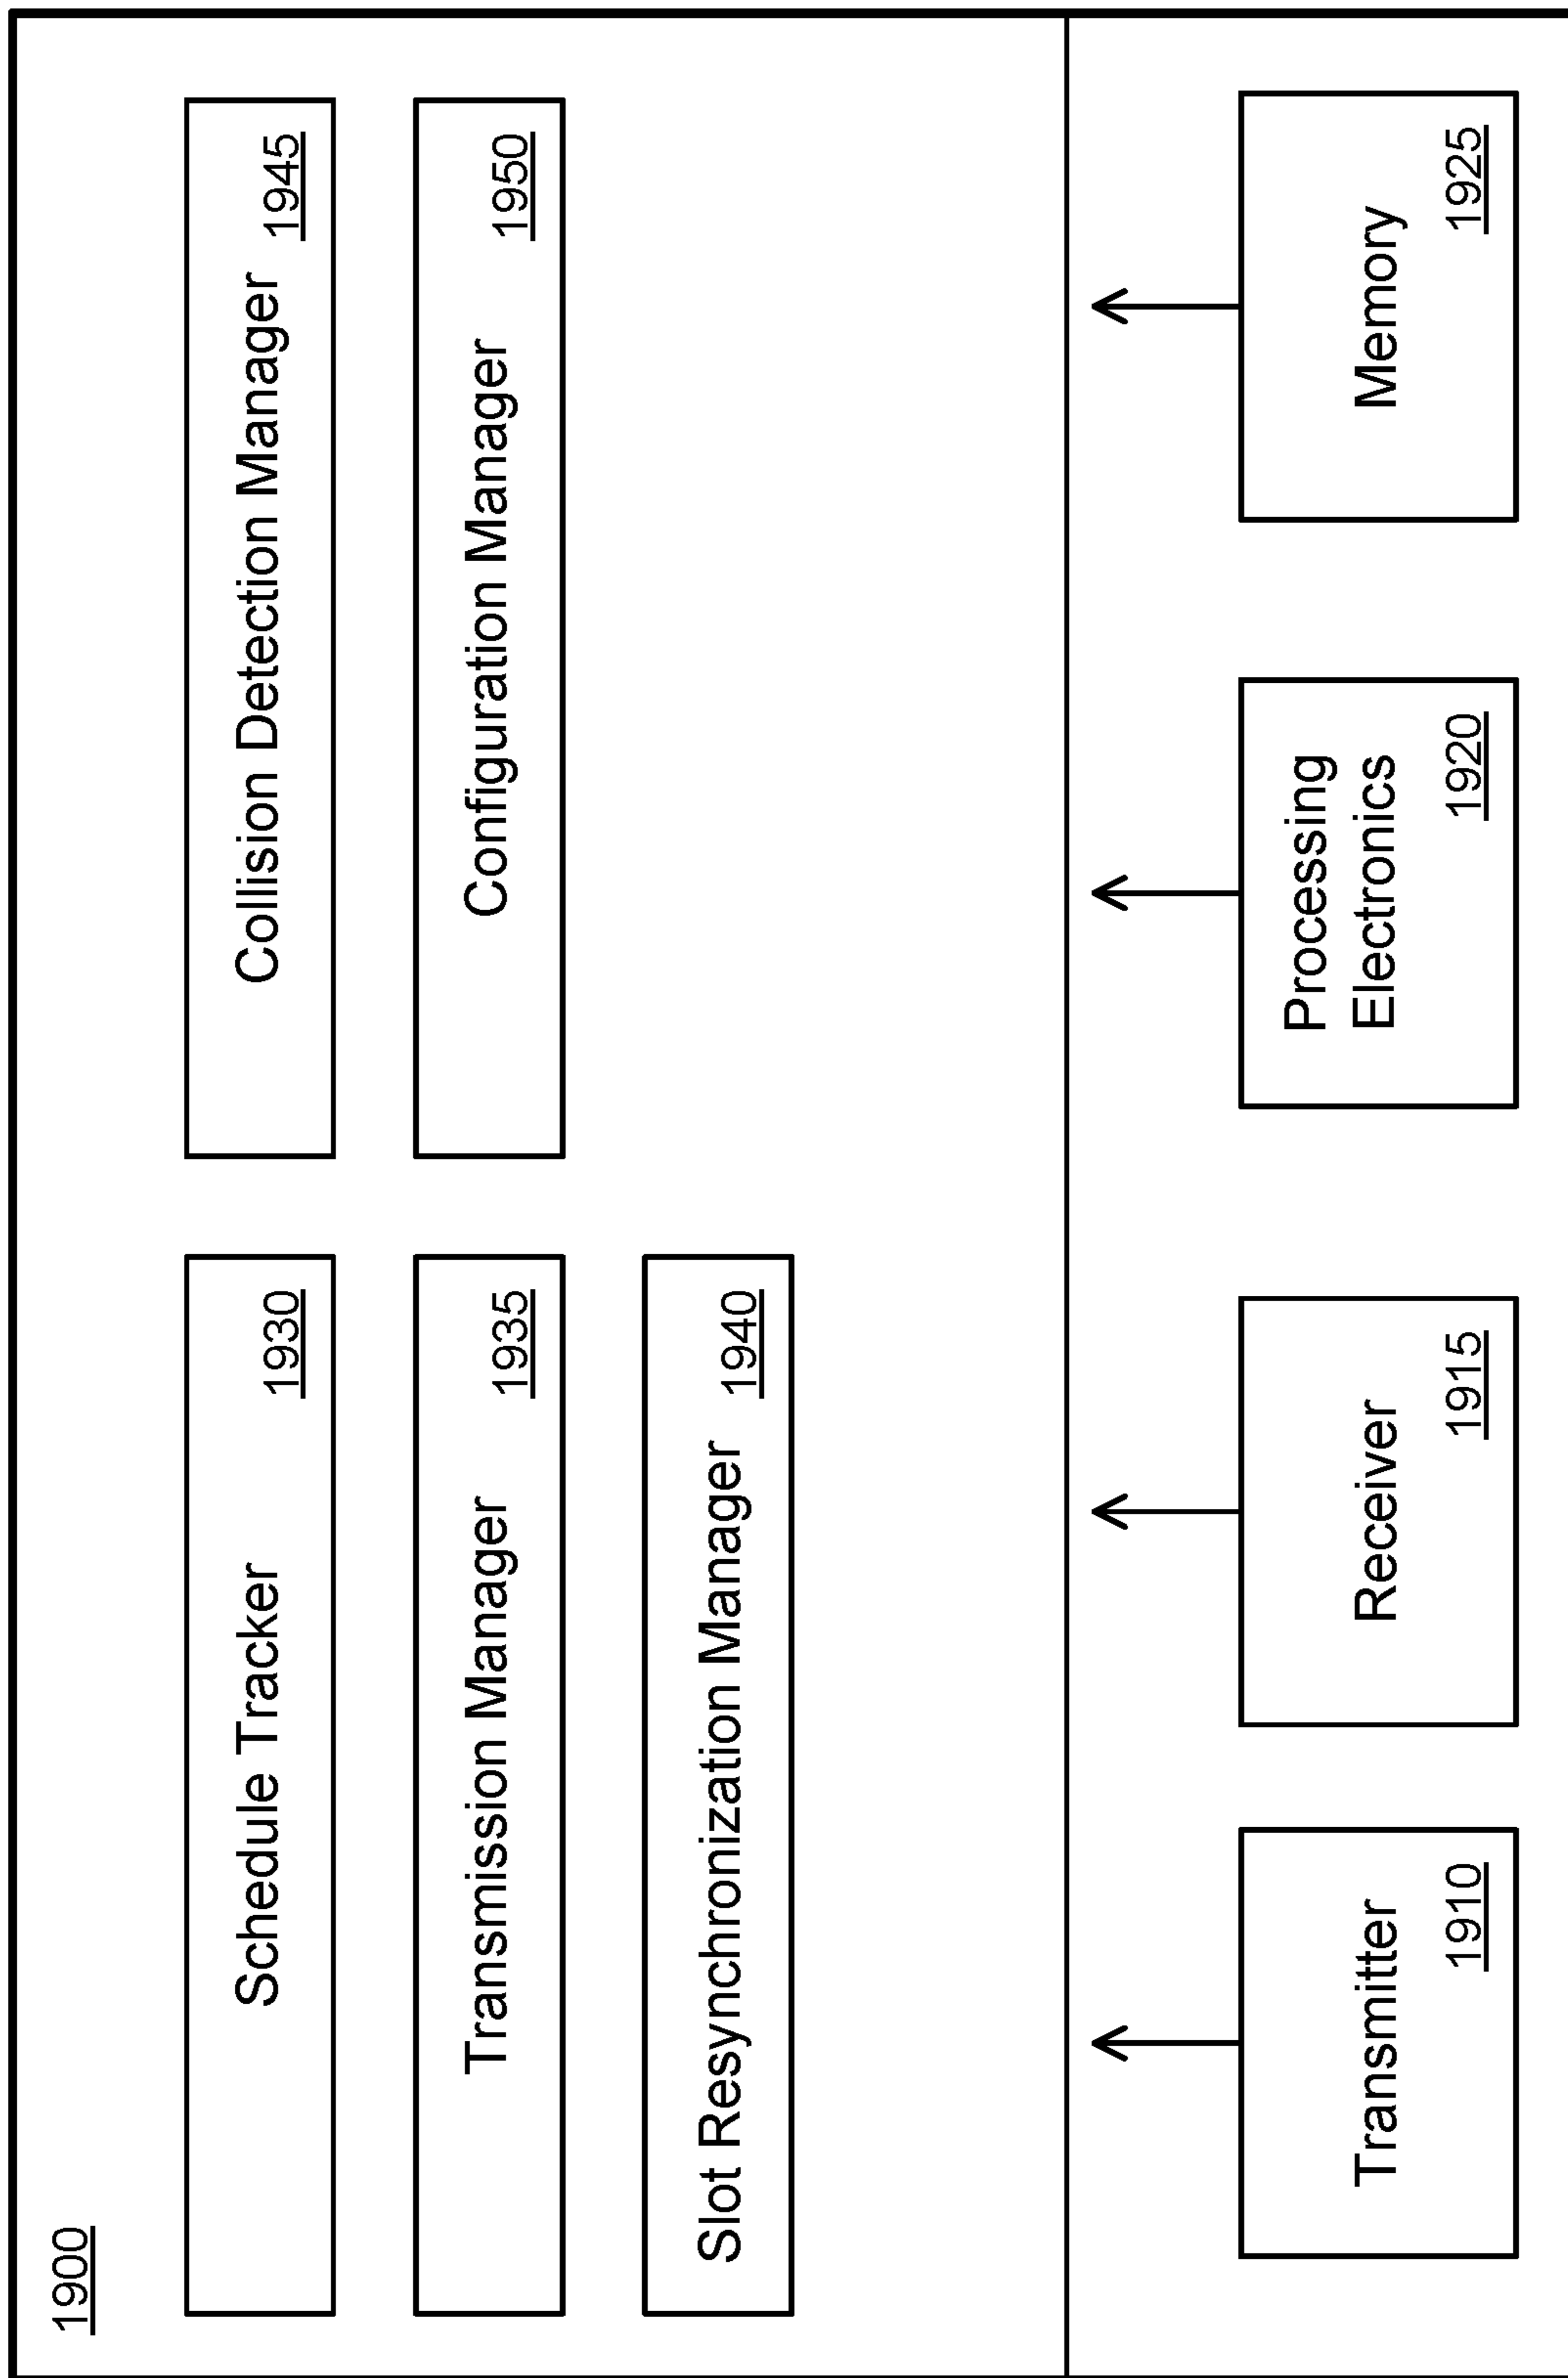 1900
Schedule Tracker
1930
Collision Detection Manager
1945
Transmission Manager
1935
Configuration Manager
1950
Slot Resynchronization Manager
1940
Transmitter
1910
Receiver
1915
Processing
Electronics
1920
Memory
1925